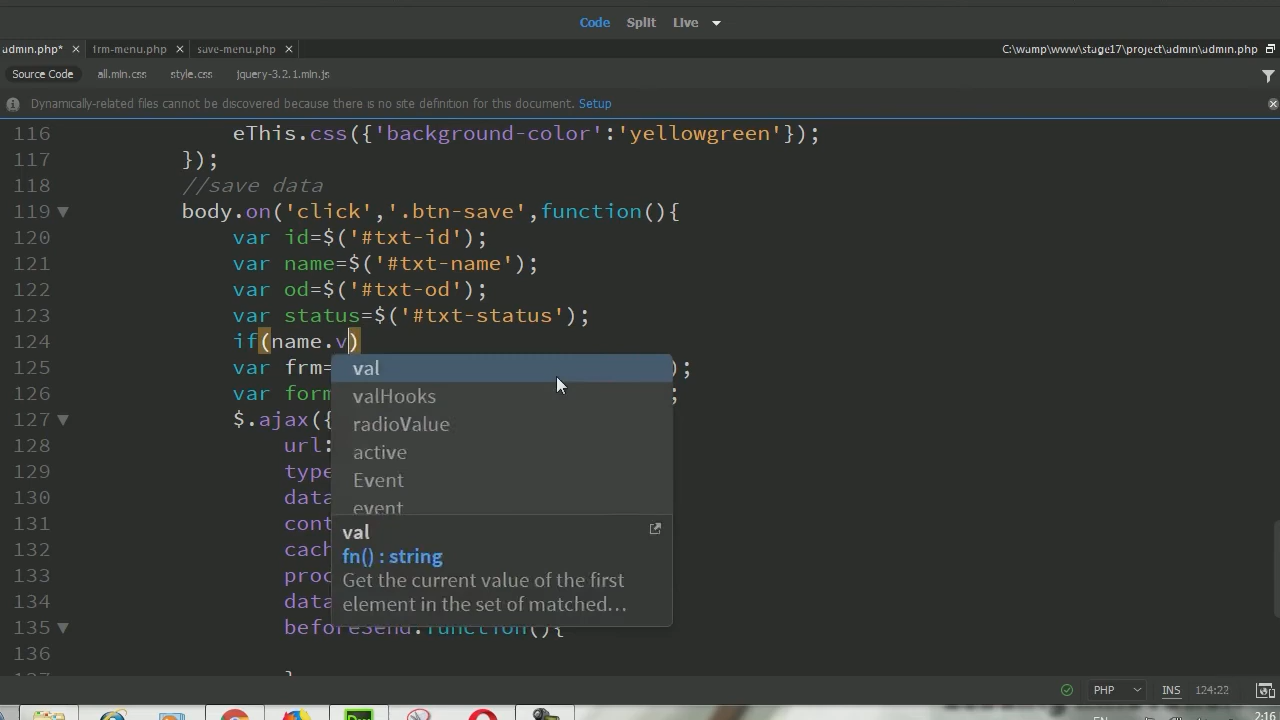 Code Split Live
admin.php* × frm-menu.php × save-menu.php × C:\wamp\www\stage17\project\admin\admin.php
Source Code all.min.css style.css jquery-3.2.1.min.js
Dynamically-related files cannot be discovered because there is no site definition for this document. Setup
116 eThis.css({'background-color':'yellowgreen'});
117 });
118 //save data
119 body.on('click','.btn-save',function(){
120 var id=$('#txt-id');
121 var name=$('#txt-name');
122 var od=$('#txt-od');
123 var status=$('#txt-status');
124 if(name.v)
125 var frm= );
126 var form ;
127 $.ajax({
128 url:
129 type
130 data
131 cont
132 cach
133 proc
134 data
135 beforeSend:function(){
136
137 }
val
valHooks
radioValue
active
Event
event
val
fn() : string
Get the current value of the first
element in the set of matched…
PHP INS 124:22
EN 2:16